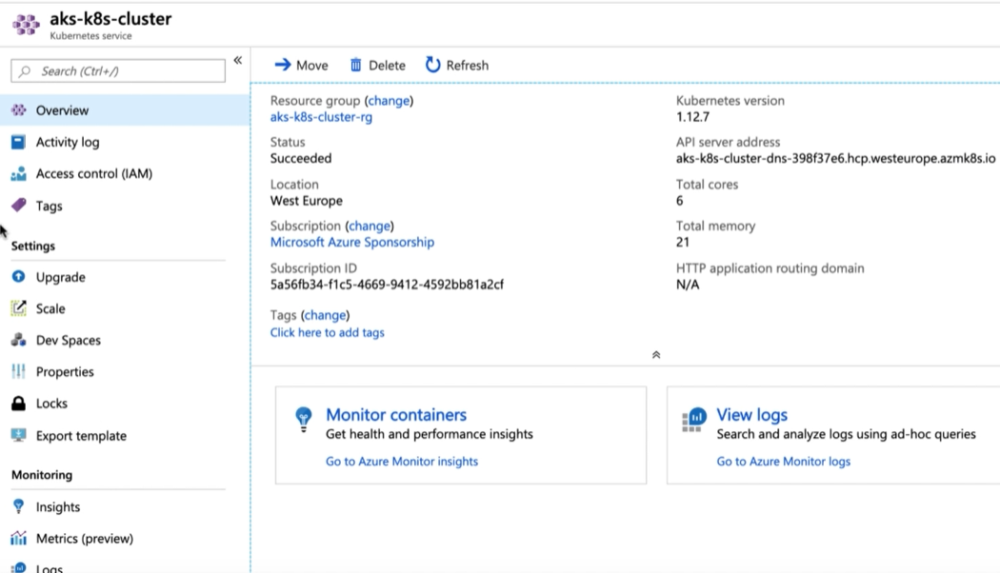 aks-k8s-cluster
Kubernetes service
Search (Ctrl+/)
«
Overview
Activity log
Access control (IAM)
Tags
Settings
Upgrade
Scale
Dev Spaces
Properties
Locks
Export template
Monitoring
Insights
Metrics (preview)
Logs
Move Delete Refresh
Resource group (change)
aks-k8s-cluster-rg
Status
Succeeded
Location
West Europe
Subscription (change)
Microsoft Azure Sponsorship
Subscription ID
5a56fb34-f1c5-4669-9412-4592bb81a2cf
Tags (change)
Click here to add tags
Kubernetes version
1.12.7
API server address
aks-k8s-cluster-dns-398f37e6.hcp.westeurope.azmk8s.io
Total cores
6
Total memory
21
HTTP application routing domain
N/A
Monitor containers
Get health and performance insights
Go to Azure Monitor insights
View logs
Search and analyze logs using ad-hoc queries
Go to Azure Monitor logs